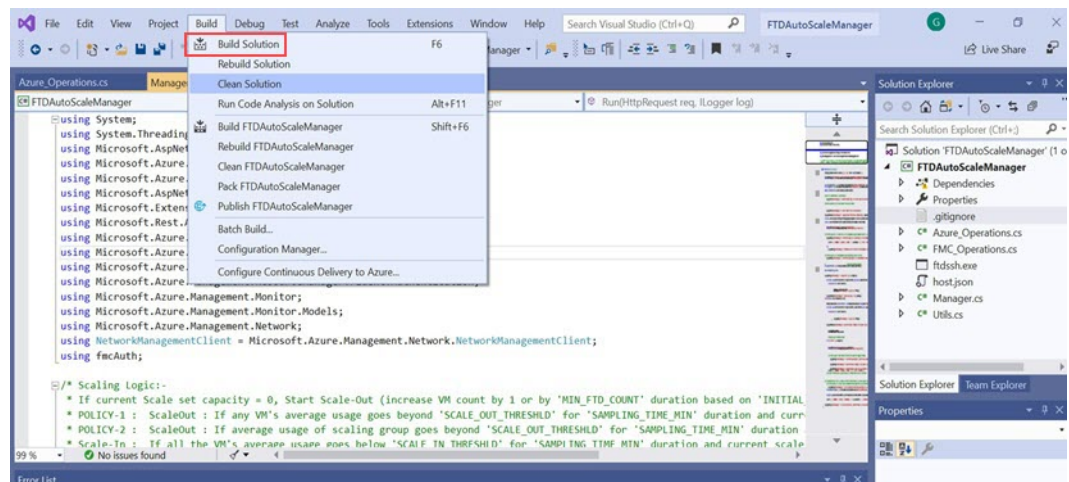 File Edit View Project Build Debug Test Analyze Tools Extensions Window Help Search Visual Studio (Ctrl+Q) FTDAutoScaleManager G
Live Share
Build Solution F6
Rebuild Solution
Clean Solution
Run Code Analysis on Solution Alt+F11
Build FTDAutoScaleManager Shift+F6
Rebuild FTDAutoScaleManager
Clean FTDAutoScaleManager
Pack FTDAutoScaleManager
Publish FTDAutoScaleManager
Batch Build...
Configuration Manager...
Configure Continuous Delivery to Azure...
Azure_Operations.cs Manage
FTDAutoScaleManager Run(HttpRequest req, ILogger log)
using System;
using System.Threading
using Microsoft.AspNet
using Microsoft.Azure.
using Microsoft.Azure.
using Microsoft.AspNet
using Microsoft.Extens
using Microsoft.Rest.A
using Microsoft.Azure.
using Microsoft.Azure.
using Microsoft.Azure.
using Microsoft.Azure.
using Microsoft.Azure.Management.Monitor;
using Microsoft.Azure.Management.Monitor.Models;
using Microsoft.Azure.Management.Network;
using NetworkManagementClient = Microsoft.Azure.Management.Network.NetworkManagementClient;
using fmcAuth;
/* Scaling Logic:-
* If current Scale set capacity = 0, Start Scale-Out (increase VM count by 1 or by 'MIN_FTD_COUNT' duration based on 'INITIAL
* POLICY-1 : ScaleOut : If any VM's average usage goes beyond 'SCALE_OUT_THRESHLD' for 'SAMPLING_TIME_MIN' duration and curr
* POLICY-2 : ScaleOut : If average usage of scaling group goes beyond 'SCALE_OUT_THRESHLD' for 'SAMPLING_TIME_MIN' duration
* Scale-In : If all the VM's average usage goes below 'SCALE_IN_THRESHLD' for 'SAMPLING_TIME_MIN' duration and current scale
99 % No issues found
Error List
Solution Explorer
Search Solution Explorer (Ctrl+;)
Solution 'FTDAutoScaleManager' (1 o
FTDAutoScaleManager
Dependencies
Properties
.gitignore
Azure_Operations.cs
FMC_Operations.cs
ftdssh.exe
host.json
Manager.cs
Utils.cs
Solution Explorer Team Explorer
Properties